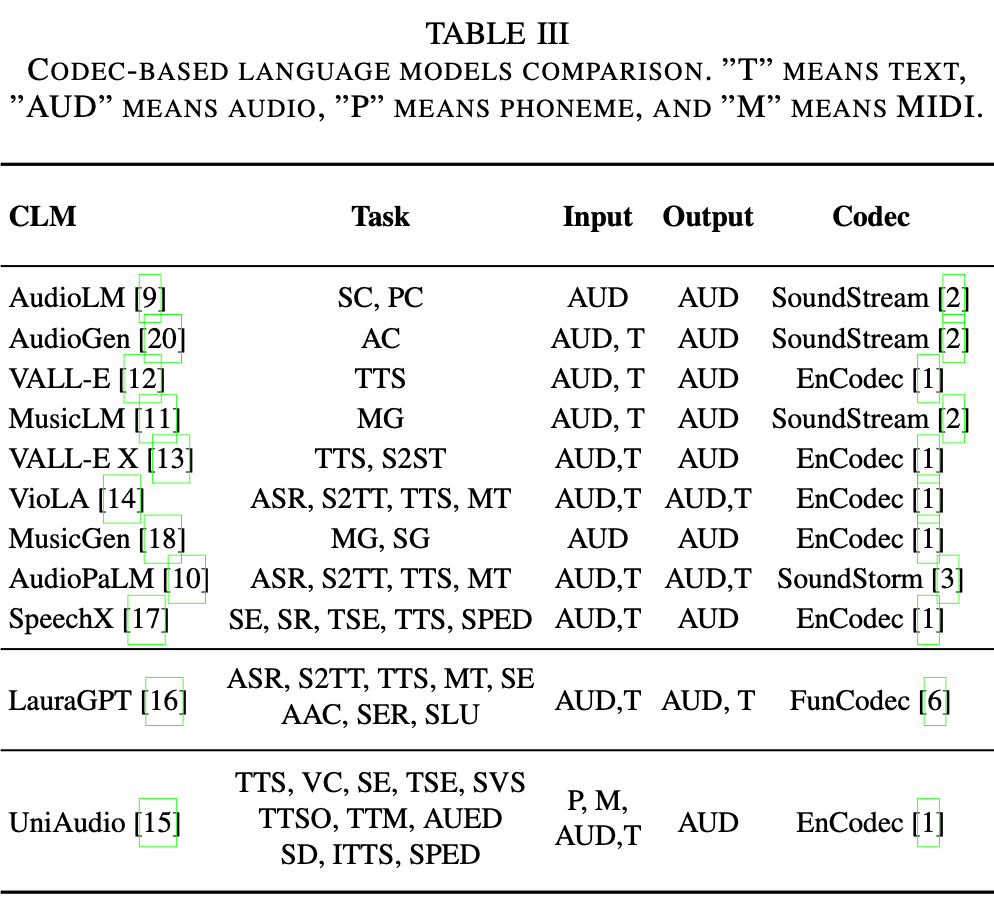 TABLE III
CODEC-BASED LANGUAGE MODELS COMPARISON. ”T” MEANS TEXT,
”AUD” MEANS AUDIO, ”P” MEANS PHONEME, AND ”M” MEANS MIDI.
CLM Task Input Output Codec
AudioLM [9] SC, PC AUD AUD SoundStream [2]
AudioGen [20] AC AUD, T AUD SoundStream [2]
VALL-E [12] TTS AUD, T AUD EnCodec [1]
MusicLM [11] MG AUD, T AUD SoundStream [2]
VALL-E X [13] TTS, S2ST AUD,T AUD EnCodec [1]
VioLA [14] ASR, S2TT, TTS, MT AUD,T AUD,T EnCodec [1]
MusicGen [18] MG, SG AUD AUD EnCodec [1]
AudioPaLM [10] ASR, S2TT, TTS, MT AUD,T AUD,T SoundStorm [3]
SpeechX [17] SE, SR, TSE, TTS, SPED AUD,T AUD EnCodec [1]
LauraGPT [16] ASR, S2TT, TTS, MT, SE AUD,T AUD, T FunCodec [6]
AAC, SER, SLU
UniAudio [15] TTS, VC, SE, TSE, SVS P, M, AUD EnCodec [1]
TTSO, TTM, AUED AUD,T
SD, ITTS, SPED